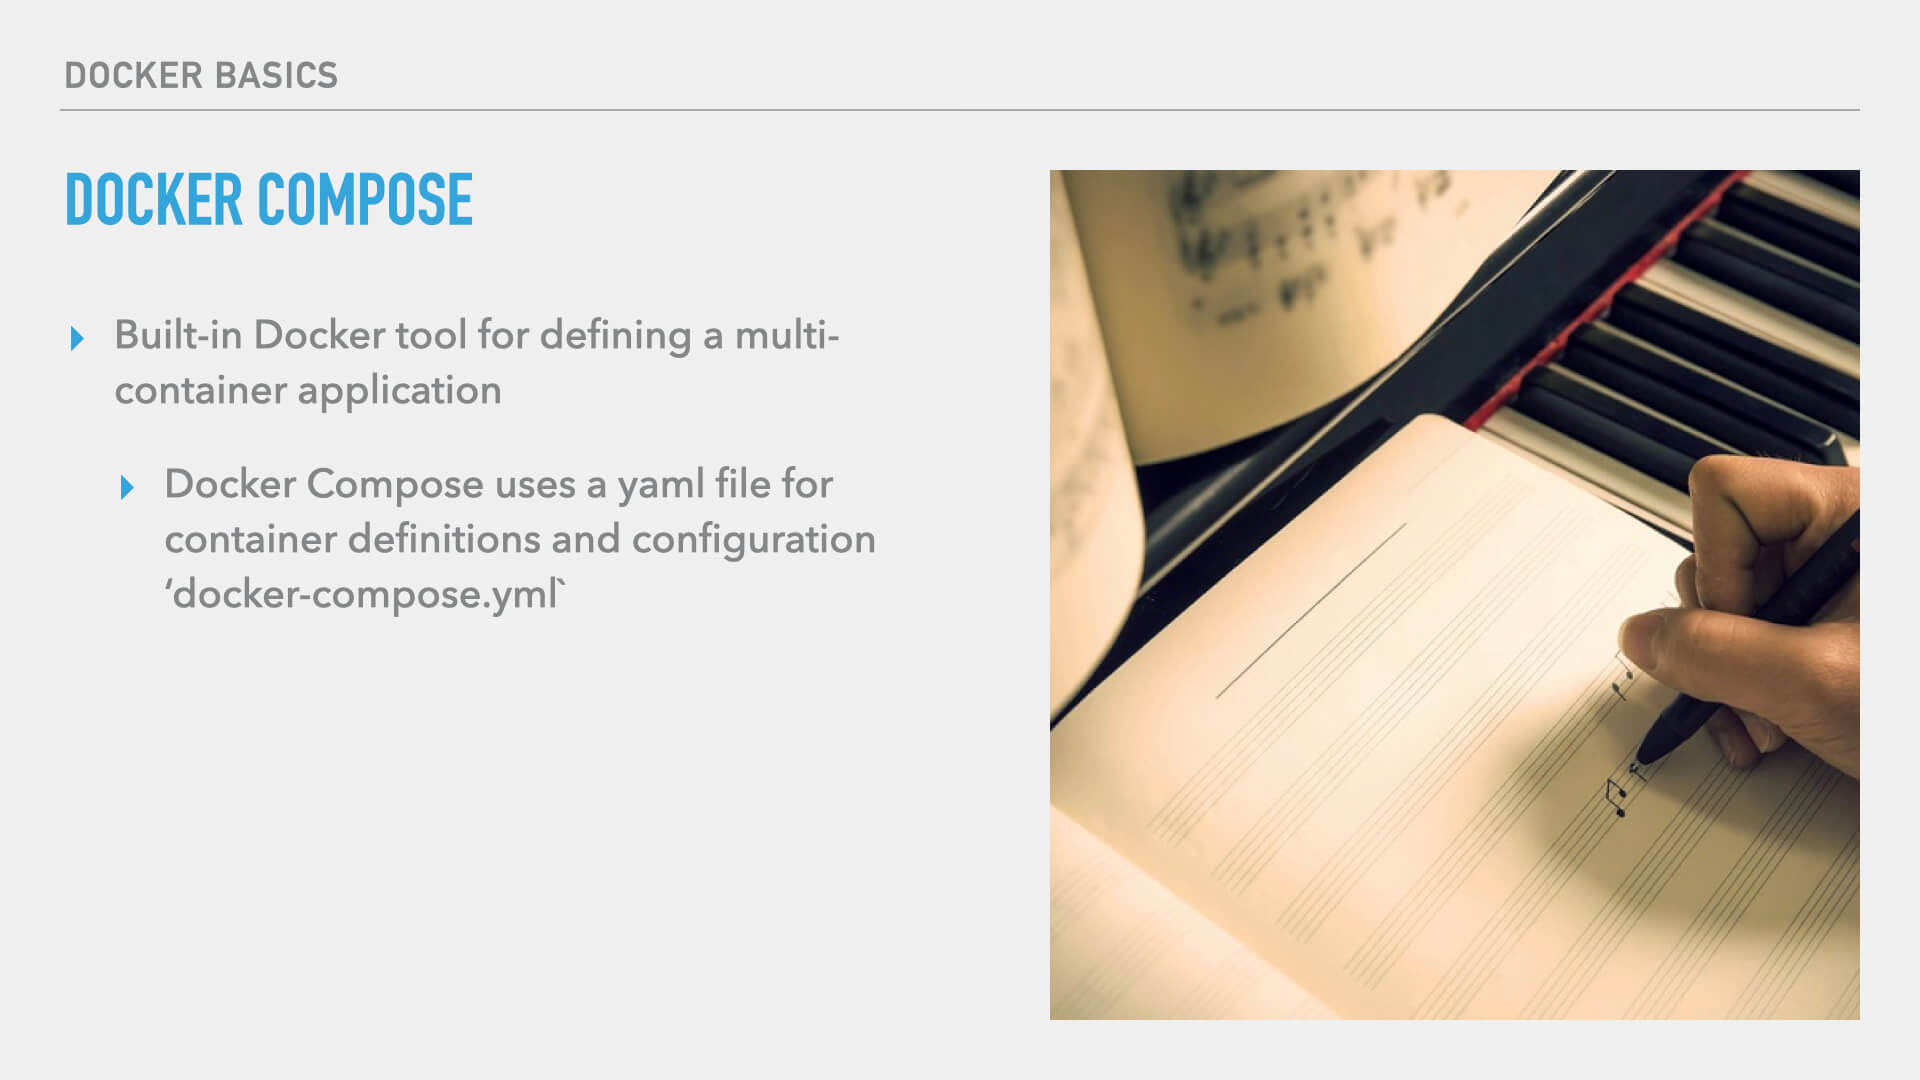 DOCKER BASICS
DOCKER COMPOSE
Built-in Docker tool for defining a multi-
container application
Docker Compose uses a yaml file for
container definitions and configuration
‘docker-compose.yml`